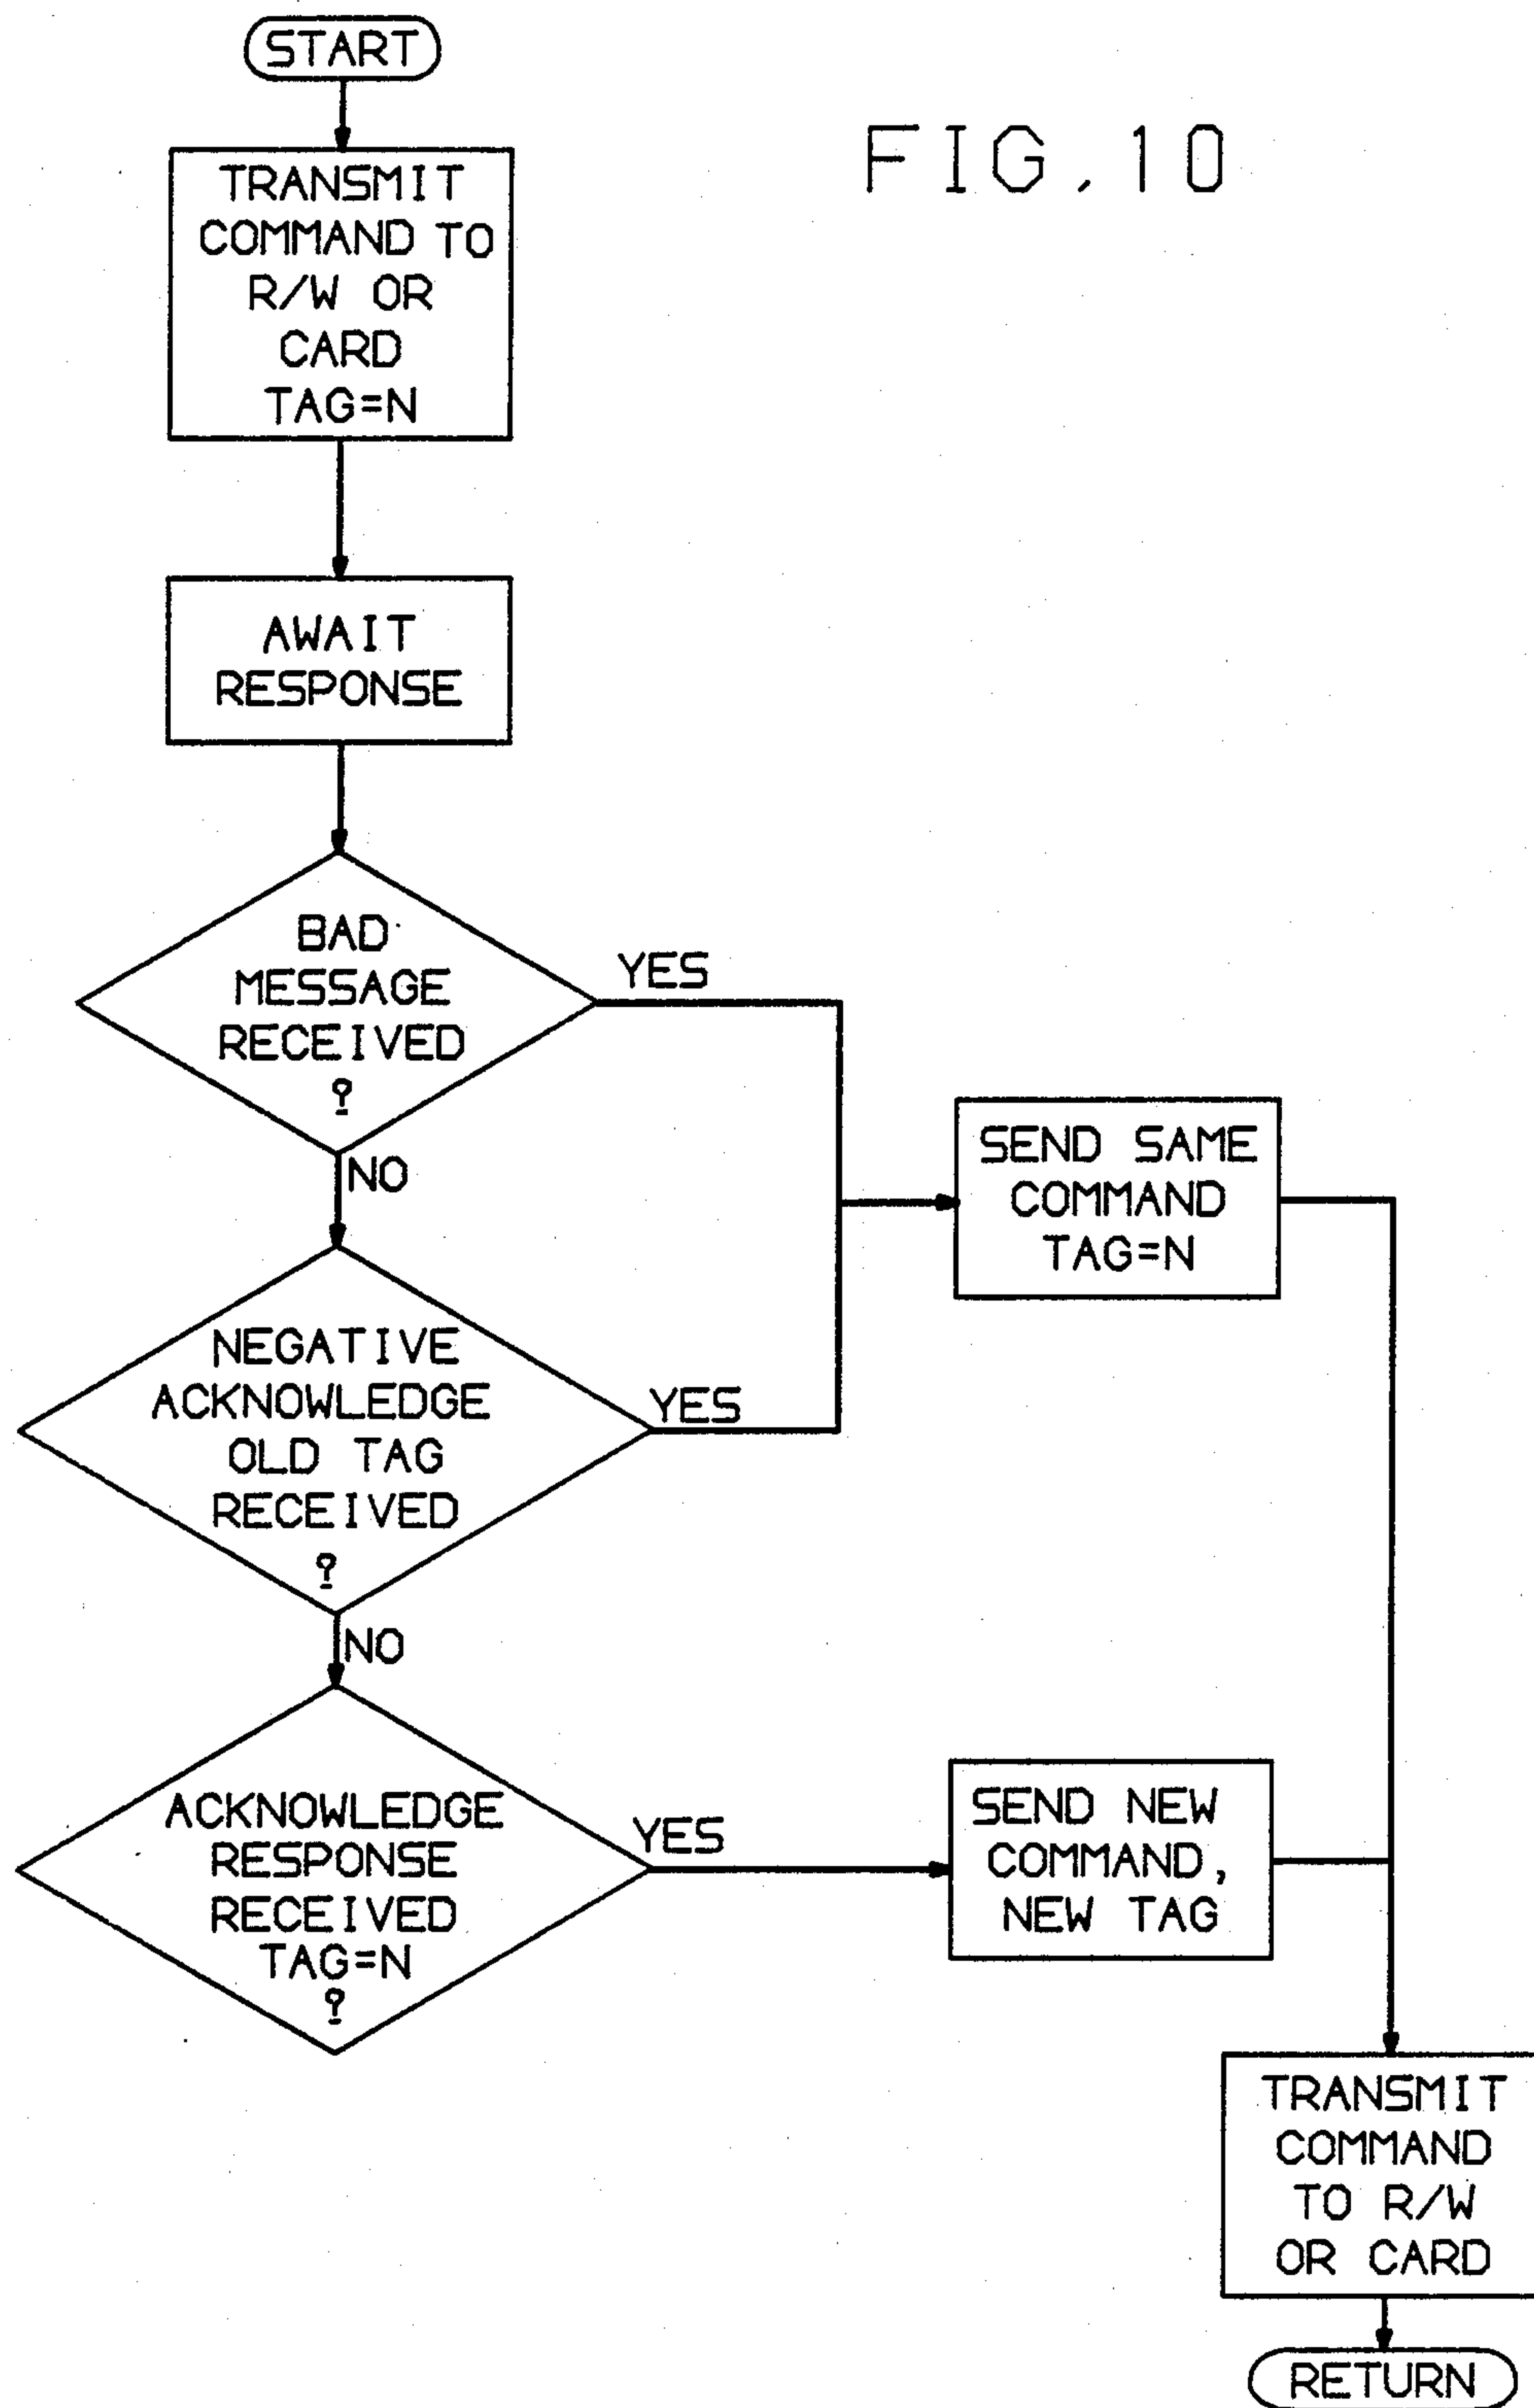 START
FIG. 10
TRANSMIT
COMMAND TO
R/W OR
CARD
TAG=N
AWAIT
RESPONSE
BAD
MESSAGE
RECEIVED
?
YES
NO
SEND SAME
COMMAND
TAG=N
NEGATIVE
ACKNOWLEDGE
OLD TAG
RECEIVED
?
YES
NO
ACKNOWLEDGE
RESPONSE
RECEIVED
TAG=N
?
YES
SEND NEW
COMMAND,
NEW TAG
TRANSMIT
COMMAND
TO R/W
OR CARD
RETURN